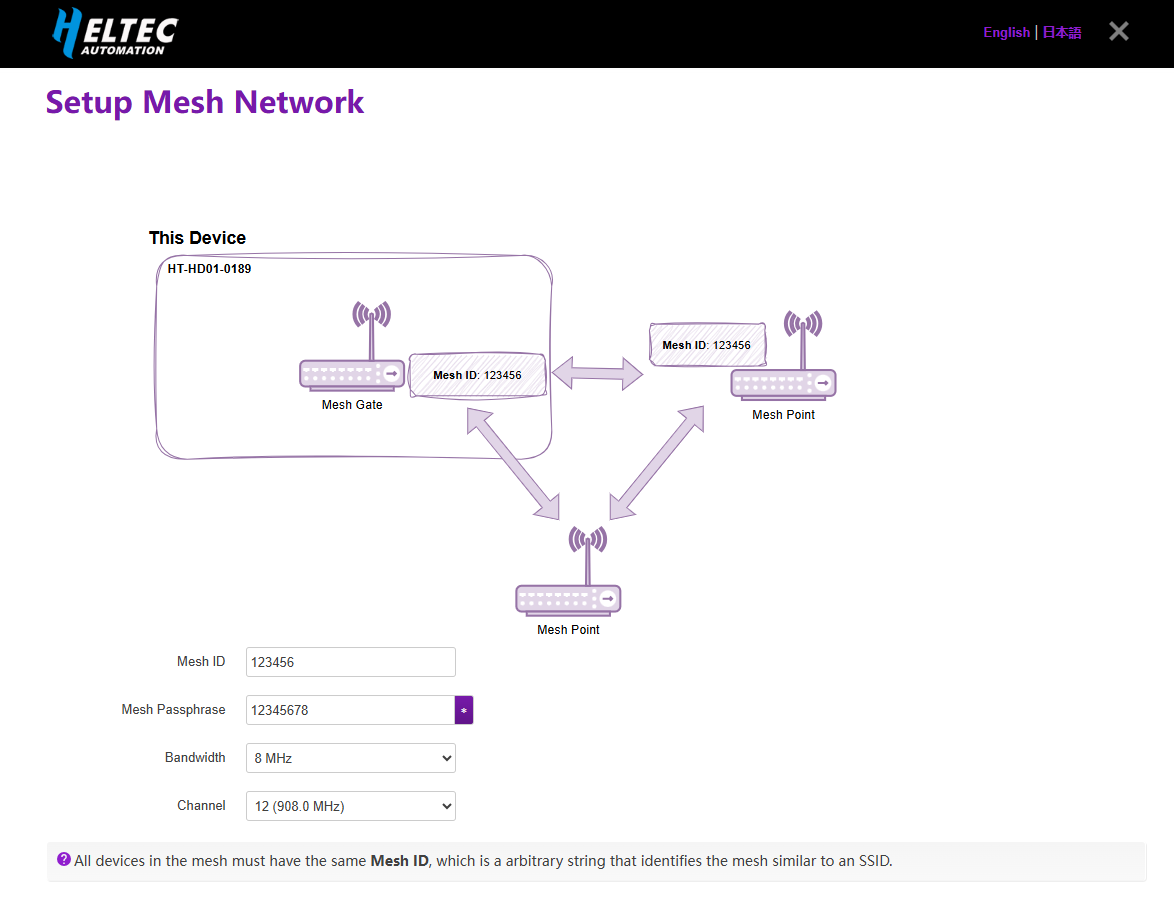 HELTEC
AUTOMATION
English | 日本語
Setup Mesh Network
This Device
HT-HD01-0189
Mesh ID: 123456
Mesh Gate
Mesh ID: 123456
Mesh Point
Mesh Point
Mesh ID 123456
Mesh Passphrase 12345678 *
Bandwidth 8 MHz
Channel 12 (908.0 MHz)
? All devices in the mesh must have the same Mesh ID, which is a arbitrary string that identifies the mesh similar to an SSID.